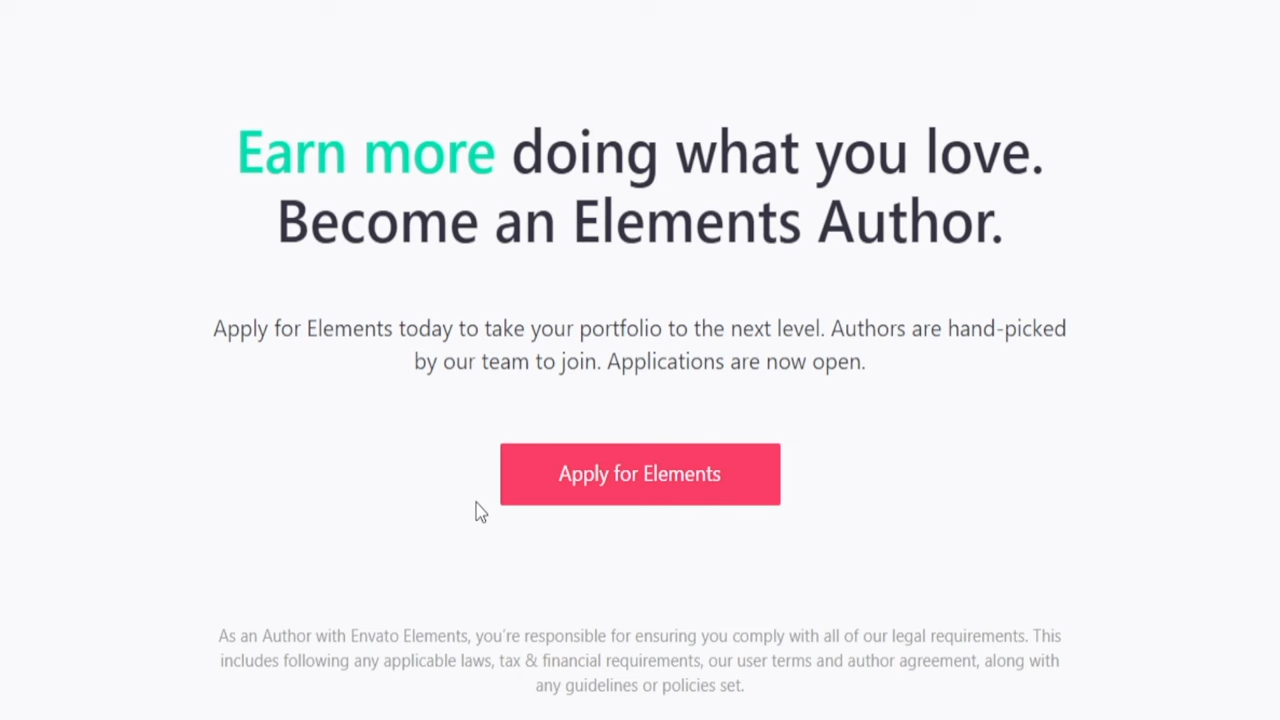 Earn more doing what you love.
Become an Elements Author.
Apply for Elements today to take your portfolio to the next level. Authors are hand-picked
by our team to join. Applications are now open.
Apply for Elements
As an Author with Envato Elements, you're responsible for ensuring you comply with all of our legal requirements. This
includes following any applicable laws, tax & financial requirements, our user terms and author agreement, along with
any guidelines or policies set.